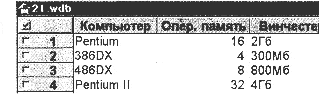 21.wdb
Компьютер Опер. память Винчесте
1 Pentium 16 2Гб
2 386DX 4 300Мб
3 486DX 8 800Мб
4 Pentium II 32 4Гб